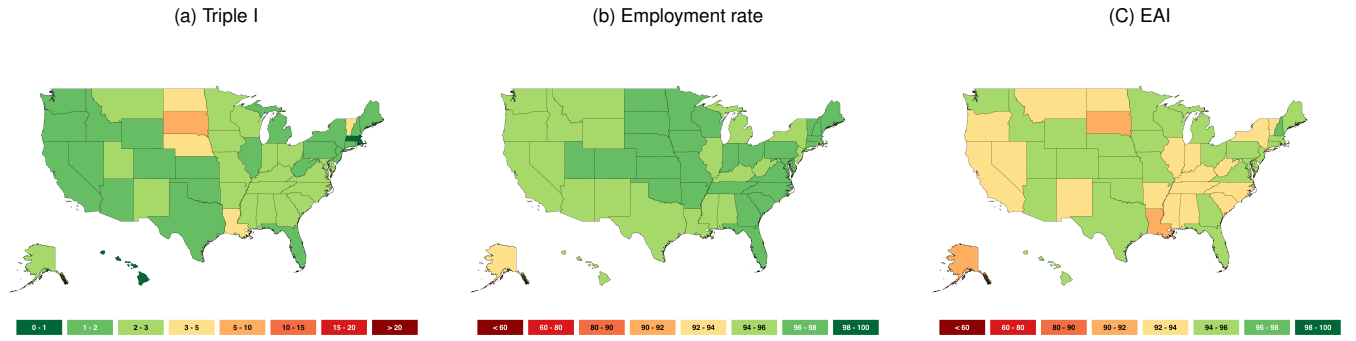 (a) Triple I
(b) Employment rate
(C) EAI
0 - 1
1 - 2
2 - 3
3 - 5
5 - 10
10 - 15
15 - 20
> 20
< 60
60 - 80
80 - 90
90 - 92
92 - 94
94 - 96
96 - 98
98 - 100
< 60
60 - 80
80 - 90
90 - 92
92 - 94
94 - 96
96 - 98
98 - 100